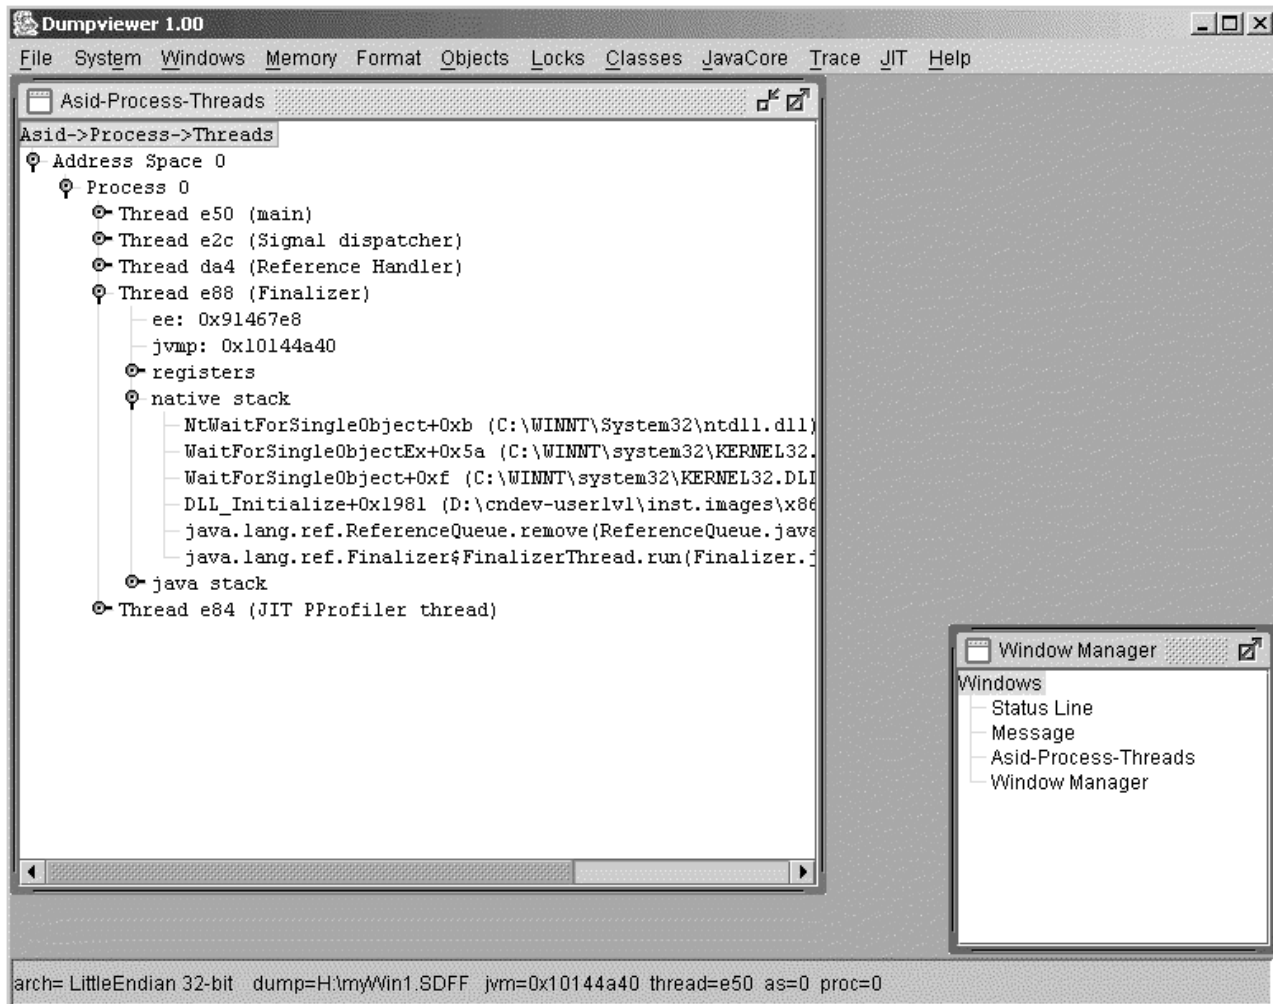 Dumpviewer 1.00
File System Windows Memory Format Objects Locks Classes JavaCore Trace JIT Help
Asid-Process-Threads
Asid->Process->Threads
Address Space 0
Process 0
Thread e50 (main)
Thread e2c (Signal dispatcher)
Thread da4 (Reference Handler)
Thread e88 (Finalizer)
ee: 0x91467e8
jvmp: 0x10144a40
registers
native stack
NtWaitForSingleObject+0xb (C:\WINNT\System32\ntdll.dll)
WaitForSingleObjectEx+0x5a (C:\WINNT\system32\KERNEL32.
WaitForSingleObject+0xf (C:\WINNT\system32\KERNEL32.DLL
DLL_Initialize+0x1981 (D:\cndev-userlvl\inst.images\x86
java.lang.ref.ReferenceQueue.remove(ReferenceQueue.java
java.lang.ref.Finalizer$FinalizerThread.run(Finalizer.j
java stack
Thread e84 (JIT PProfiler thread)
Window Manager
Windows
Status Line
Message
Asid-Process-Threads
Window Manager
arch= LittleEndian 32-bit dump=H:\myWin1.SDFF jvm=0x10144a40 thread=e50 as=0 proc=0